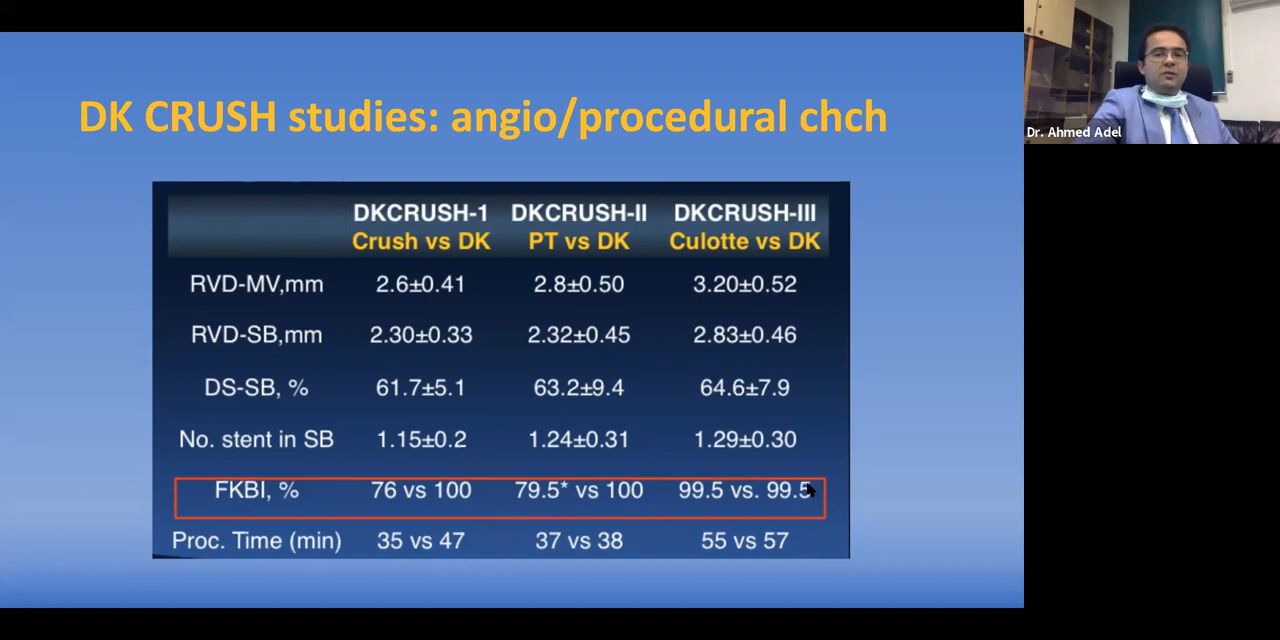 DK CRUSH studies: angio/procedural chch
Dr. Ahmed Adel
DKCRUSH-1 DKCRUSH-II DKCRUSH-III
Crush vs DK PT vs DK Culotte vs DK
RVD-MV,mm 2.6±0.41 2.8±0.50 3.20±0.52
RVD-SB,mm 2.30±0.33 2.32±0.45 2.83±0.46
DS-SB, % 61.7±5.1 63.2±9.4 64.6±7.9
No. stent in SB 1.15±0.2 1.24±0.31 1.29±0.30
FKBI, % 76 vs 100 79.5* vs 100 99.5 vs. 99.5
Proc. Time (min) 35 vs 47 37 vs 38 55 vs 57